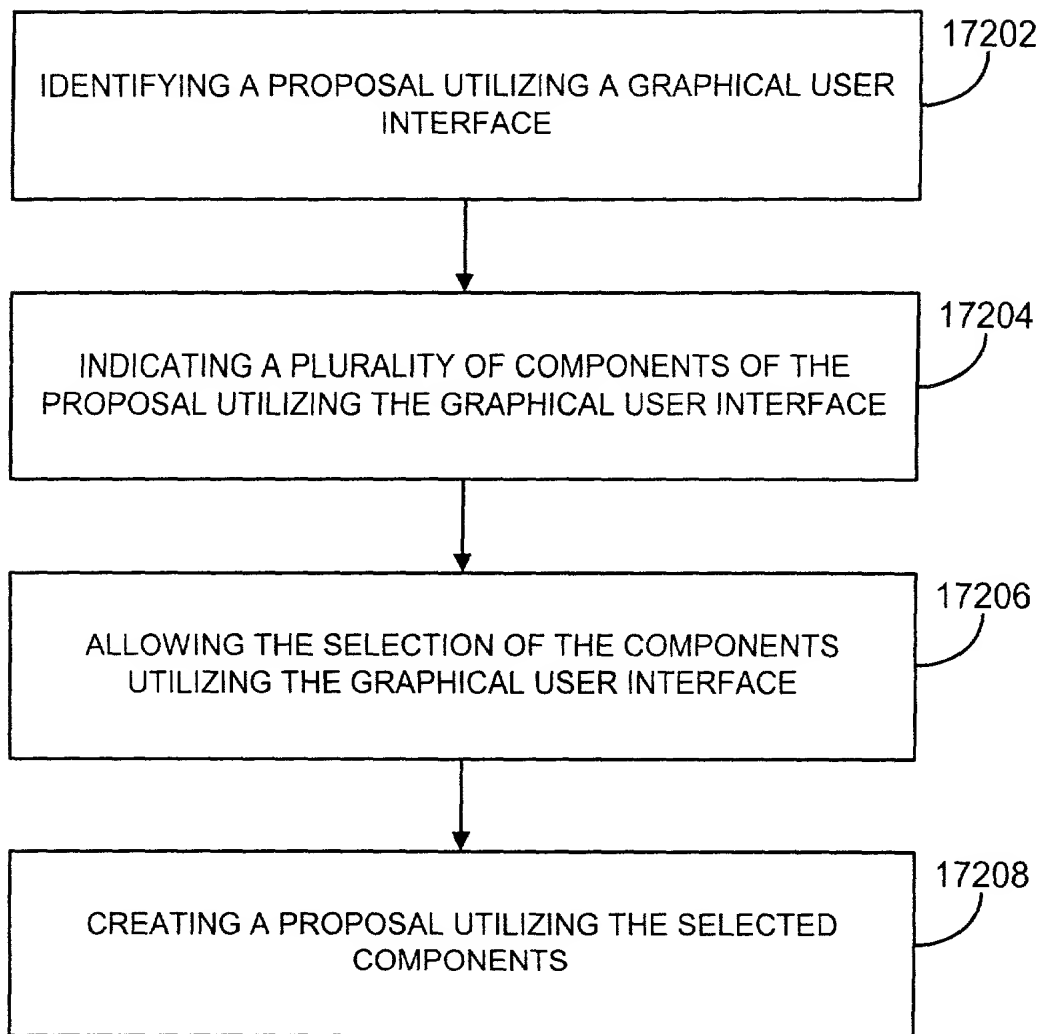 17202
IDENTIFYING A PROPOSAL UTILIZING A GRAPHICAL USER
INTERFACE
17204
INDICATING A PLURALITY OF COMPONENTS OF THE
PROPOSAL UTILIZING THE GRAPHICAL USER INTERFACE
17206
ALLOWING THE SELECTION OF THE COMPONENTS
UTILIZING THE GRAPHICAL USER INTERFACE
17208
CREATING A PROPOSAL UTILIZING THE SELECTED
COMPONENTS